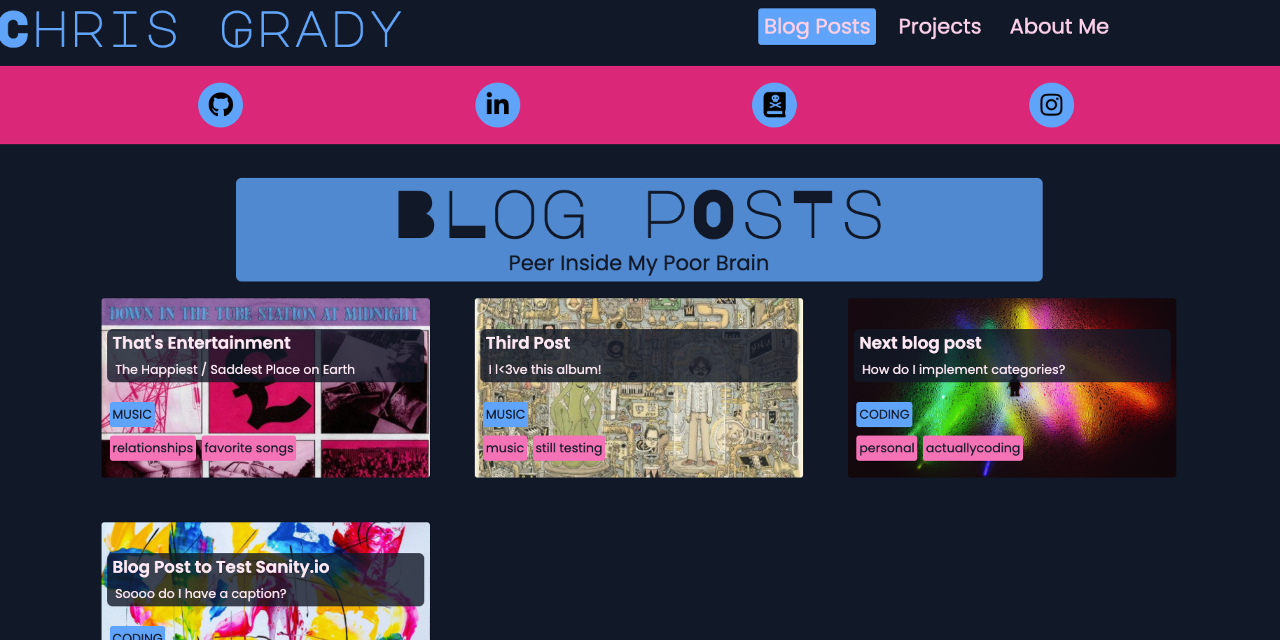 CHRIS GRADY
Blog Posts Projects About Me
in
BLOG POSTS
Peer Inside My Poor Brain
DOWN IN THE TUBE STATION AT MIDNIGHT
That's Entertainment
The Happiest / Saddest Place on Earth
MUSIC
relationships favorite songs
Third Post
I l<3ve this album!
MUSIC
music still testing
Next blog post
How do I implement categories?
CODING
personal actuallycoding
Blog Post to Test Sanity.io
Soooo do I have a caption?
CODING